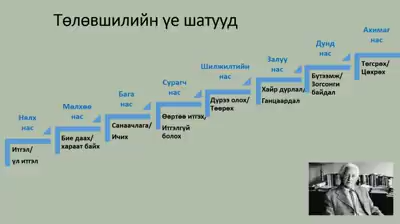 Төлөвшилийн үе шатууд
Нялх
нас
Итгэл/
үл итгэл
Мөлхөө
нас
Бие даах/
хараат байх
Бага
нас
Санаачлага/
Ичих
Сурагч
нас
Өөртөө итгэх/
Итгэлгүй
болох
Шилжилтийн
нас
Дүрээ олох/
Төөрөх
Залуу
нас
Хайр дурлал/
Ганцаардал
Дунд
нас
Бүтээмж/
Зогсонги
байдал
Ахимаг
нас
Төгсрөх/
Цөхрөх